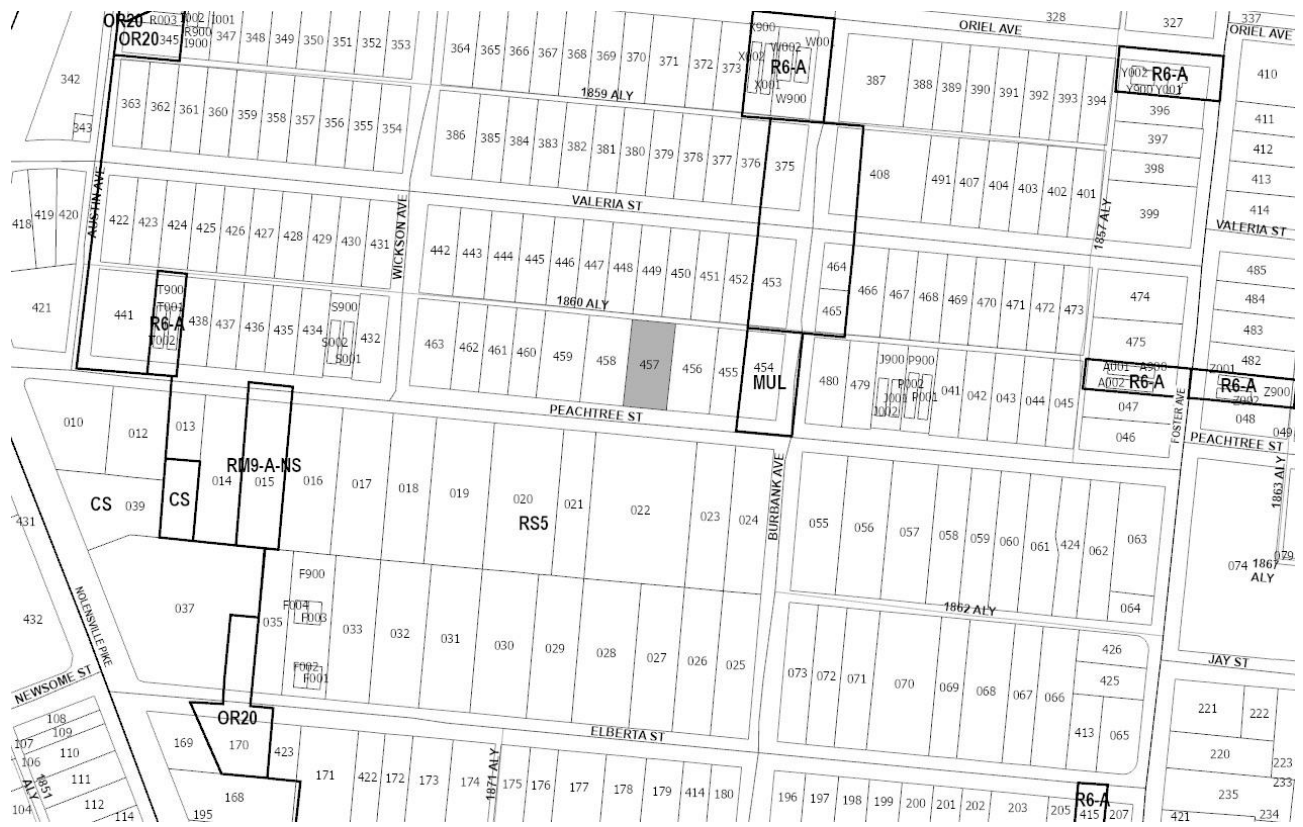 OR20 R003 I001 ORIEL AVE 328 327 337 ORIEL AVE
OR20 345 R900 I900 347 348 349 350 351 352 353 364 365 366 367 368 369 370 371 372 373 X900 X002 W002 X001 R6-A W900
387 388 389 390 391 392 393 394 Y002 R6-A Y900 Y001 410
342 343 363 362 361 360 359 358 357 356 355 354 1859 ALY 396 411
386 385 384 383 382 381 380 379 378 377 376 375 408 491 407 404 403 402 401 397 398 412 413
418 419 420 AUSTIN AVE WICKSON AVE VALERIA ST 1857 ALY 399 414 VALERIA ST
422 423 424 425 426 427 428 429 430 431 442 443 444 445 446 447 448 449 450 451 452 453 464 465 466 467 468 469 470 471 472 473 474 485 484
421 441 T900 T001 R6-A T002 438 437 436 435 434 S900 S002 S001 432 1860 ALY
463 462 461 460 459 458 457 456 455 454 MUL 480 479 J900 P900 P002 J001 P001 J002 041 042 043 044 045 475 483 482
A001 A900 A002 R6-A Z001 R6-A Z900 Z002
047 046 FOSTER AVE 048 049
PEACHTREE ST PEACHTREE ST
010 012 013 RM9-A-NS CS 039 CS 014 015 016 017 018 019 020 RS5 021 022 023 024 BURBANK AVE 055 056 057 058 059 060 061 424 062 063 064 074 1863 ALY 079 1867 ALY
431 432 NOLENSVILLE PIKE 037 035 F900 F004 F003 F002 F001 033 032 031 030 029 028 027 026 025 1862 ALY
073 072 071 070 069 068 067 066 426 425 413 065 JAY ST
NEWSOME ST OR20 ELBERTA ST 221 222
108 107 109 106 110 1851 ALY 111 104 112 114 169 170 423 168 195 171 422 172 173 174 1871 ALY 175 176 177 178 179 414 180 196 197 198 199 200 201 202 203 205 R6-A 415 207 220 223 233 235 421 234